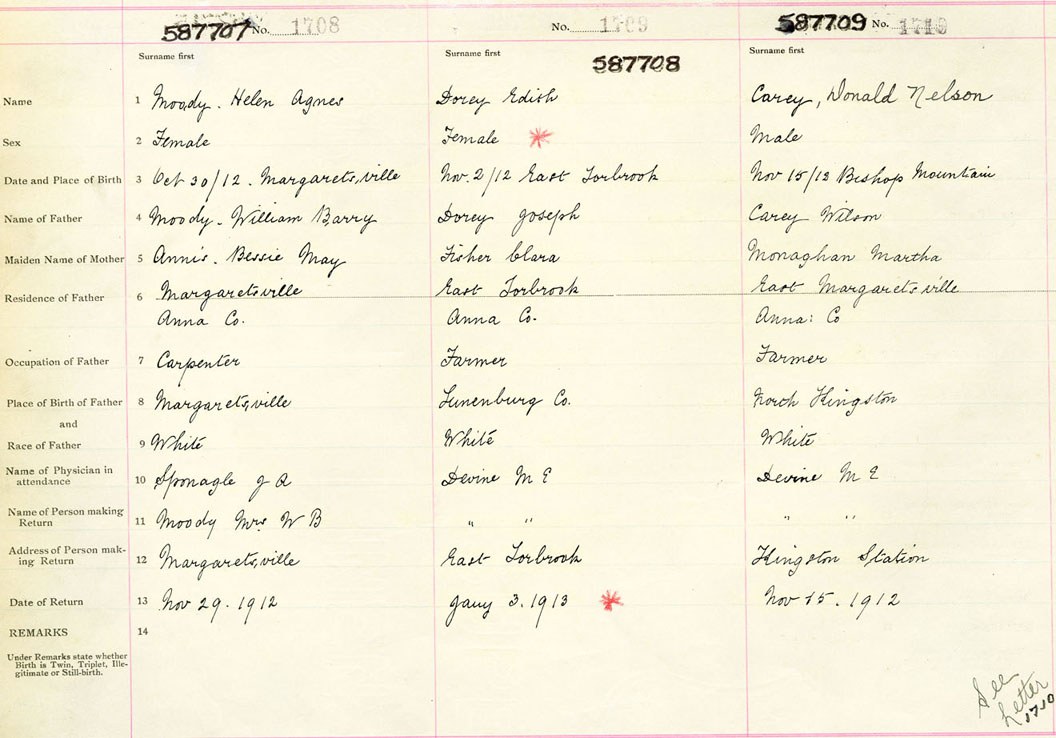 587707 No. 1708 No. 1709 587709 No. 1710
Surname first Surname first Surname first
587708
Name 1 Moody. Helen Agnes Dorey Edish Carey, Donald Nelson
Sex 2 Female Female Male
Date and Place of Birth 3 Oct 30/12. Margaretsville Nov. 2/12 East Torbrook Nov 15/12 Bishop Mountain
Name of Father 4 Moody. William Barry Dorey Joseph Carey Wilson
Maiden Name of Mother 5 Annis. Bessie May Fisher Clara Monaghan Martha
Residence of Father 6 Margaretsville East Torbrook East Margaretsville
Anna Co. Anna Co. Anna: Co
Occupation of Father 7 Carpenter Farmer Farmer
Place of Birth of Father 8 Margaretsville Lunenburg Co. North Kingston
and
Race of Father 9 White White White
Name of Physician in
attendance 10 Sponagle J A Devine M E Devine M E
Name of Person making
Return 11 Moody Mrs W B " " " "
Address of Person mak-
ing Return 12 Margaretsville East Torbrook Kingston Station
Date of Return 13 Nov 29. 1912 Jany 3. 1913 Nov 15. 1912
REMARKS 14
Under Remarks state whether
Birth is Twin, Triplet, Ille-
gitimate or Still-birth.
See
Letter
1710